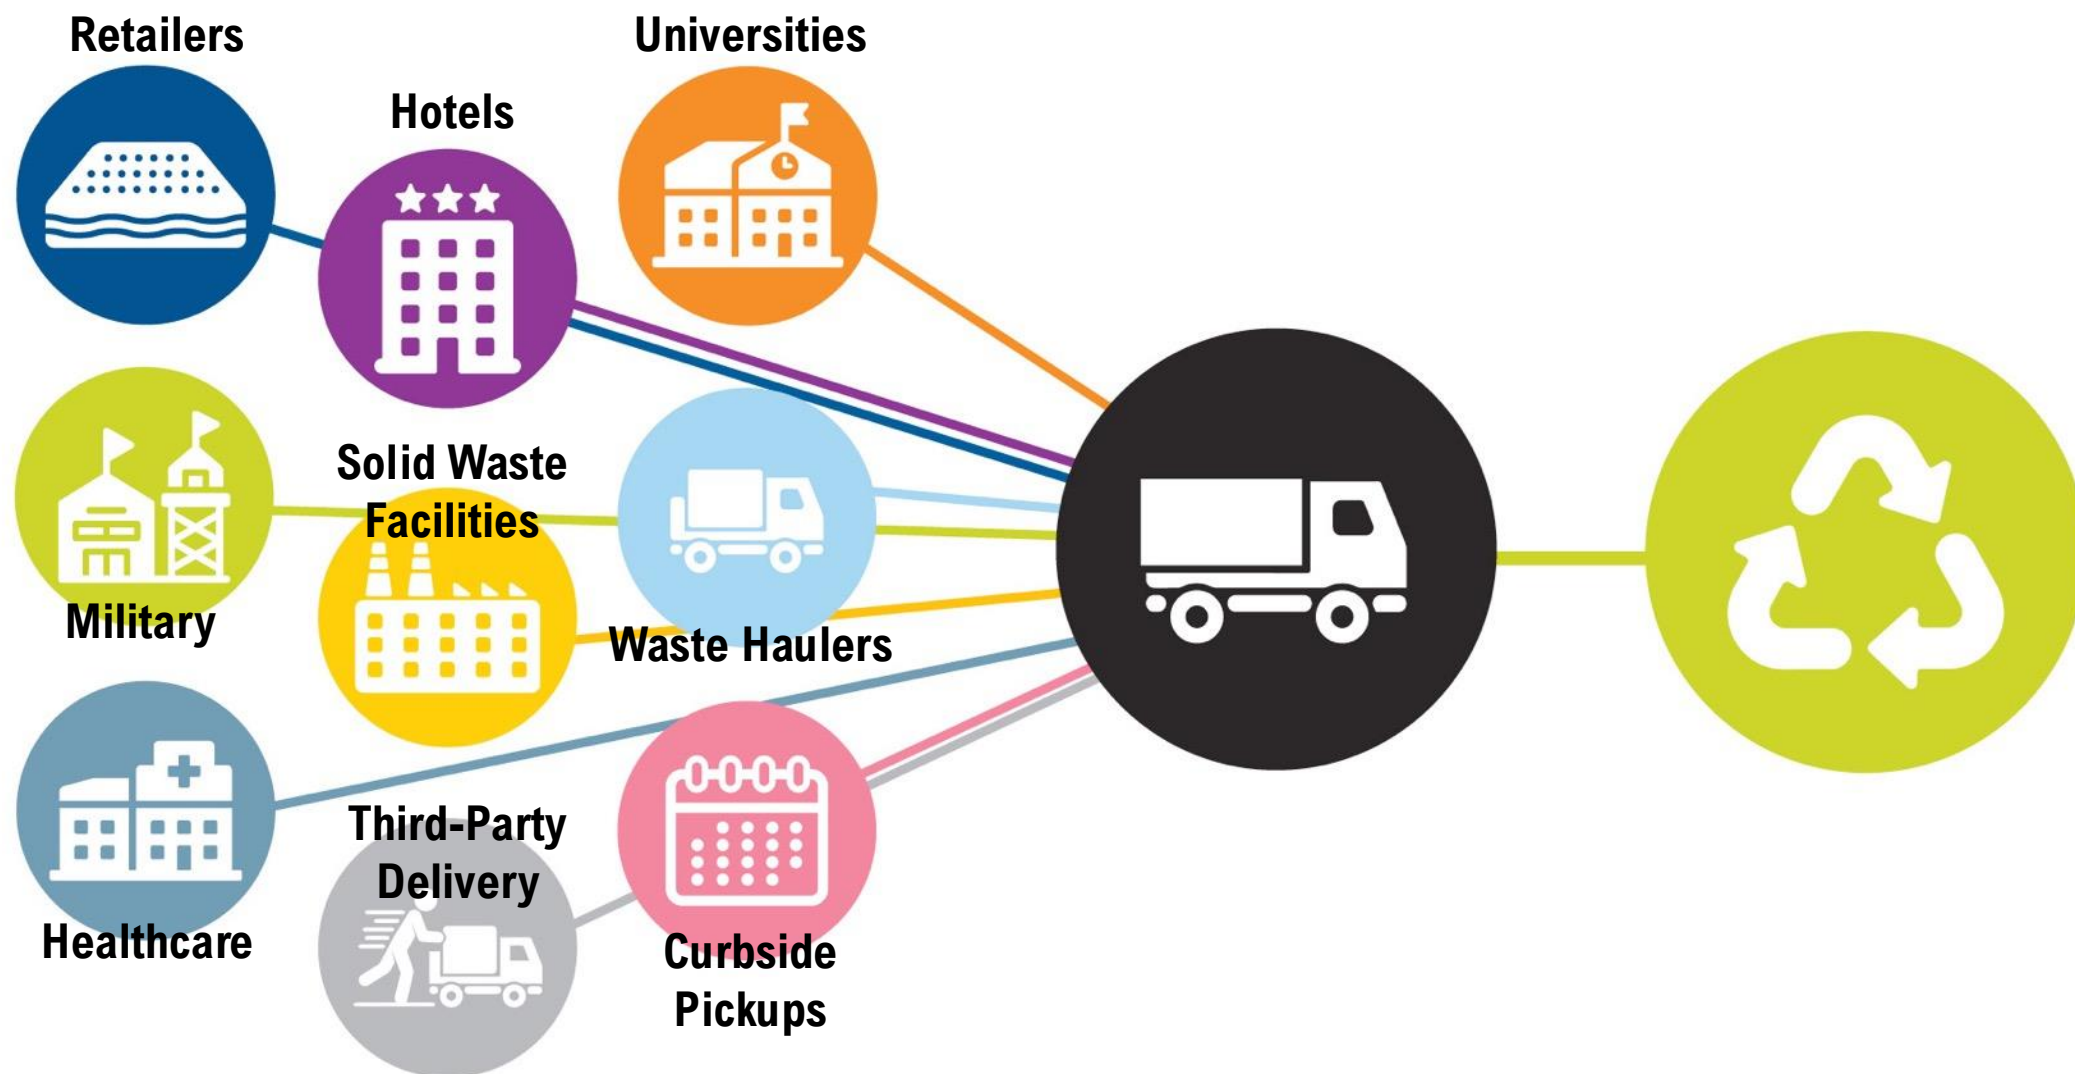 Retailers
Universities
Hotels
Solid Waste
Facilities
Military
Waste Haulers
Third-Party
Delivery
Healthcare
Curbside
Pickups